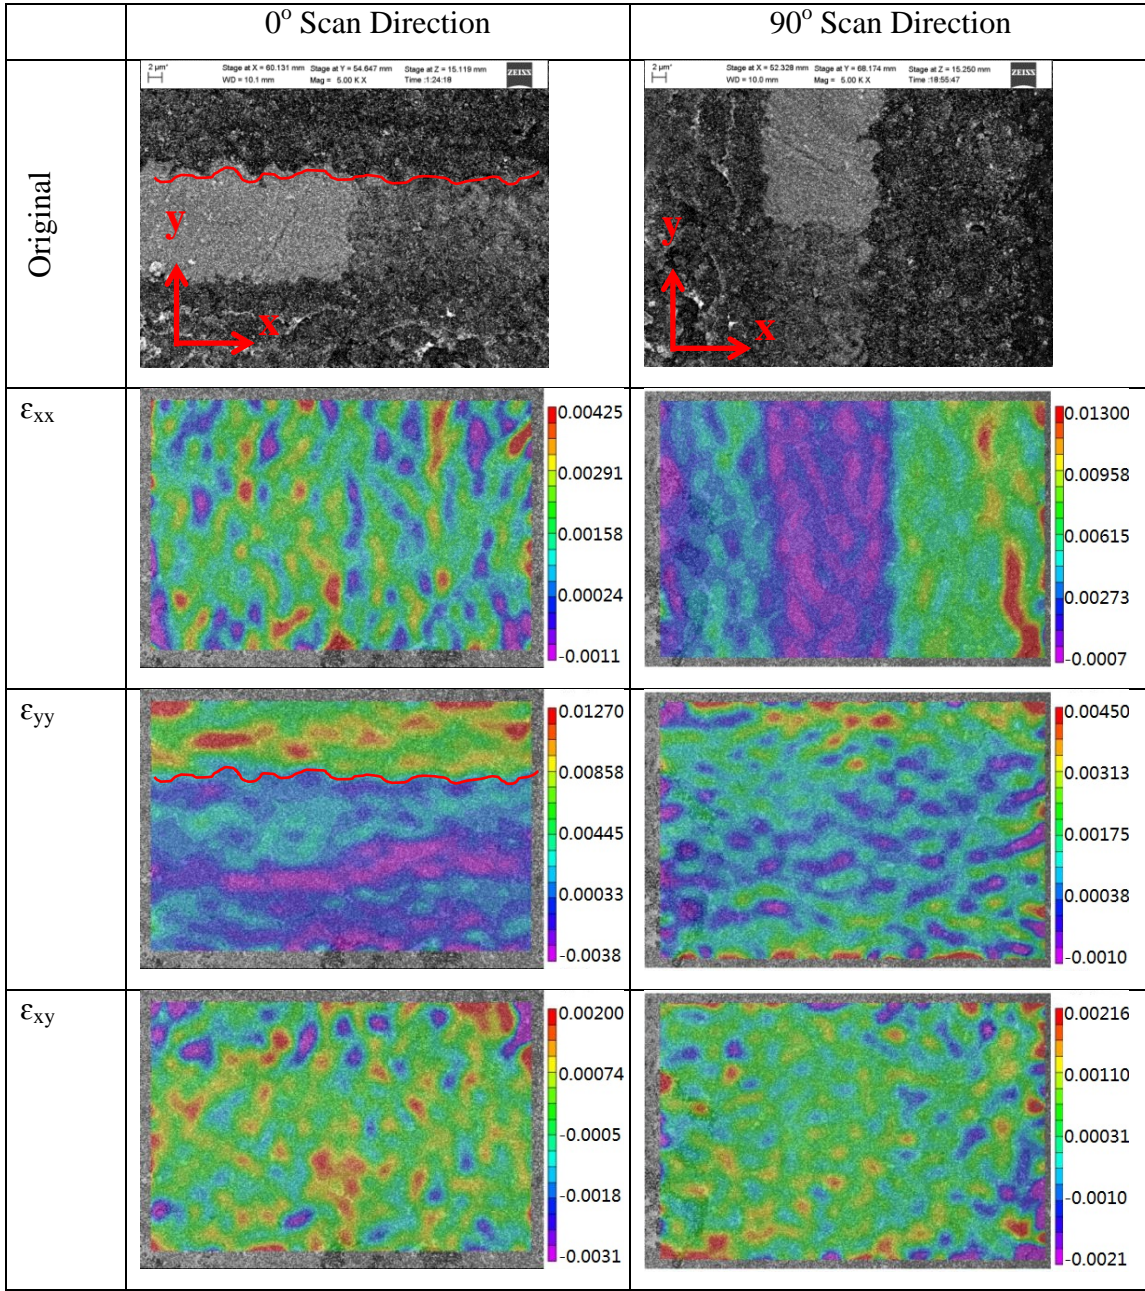 0° Scan Direction
90° Scan Direction
Original
2 µm*
Stage at X = 60.131 mm Stage at Y = 54.647 mm Stage at Z = 15.119 mm
WD = 10.1 mm Mag = 5.00 K X Time :1:24:18
ZEISS
y
x
2 µm*
Stage at X = 52.328 mm Stage at Y = 68.174 mm Stage at Z = 15.250 mm
WD = 10.0 mm Mag = 5.00 K X Time :18:55:47
ZEISS
y
x
εxx
0.00425
0.00291
0.00158
0.00024
-0.0011
0.01300
0.00958
0.00615
0.00273
-0.0007
εyy
0.01270
0.00858
0.00445
0.00033
-0.0038
0.00450
0.00313
0.00175
0.00038
-0.0010
εxy
0.00200
0.00074
-0.0005
-0.0018
-0.0031
0.00216
0.00110
0.00031
-0.0010
-0.0021